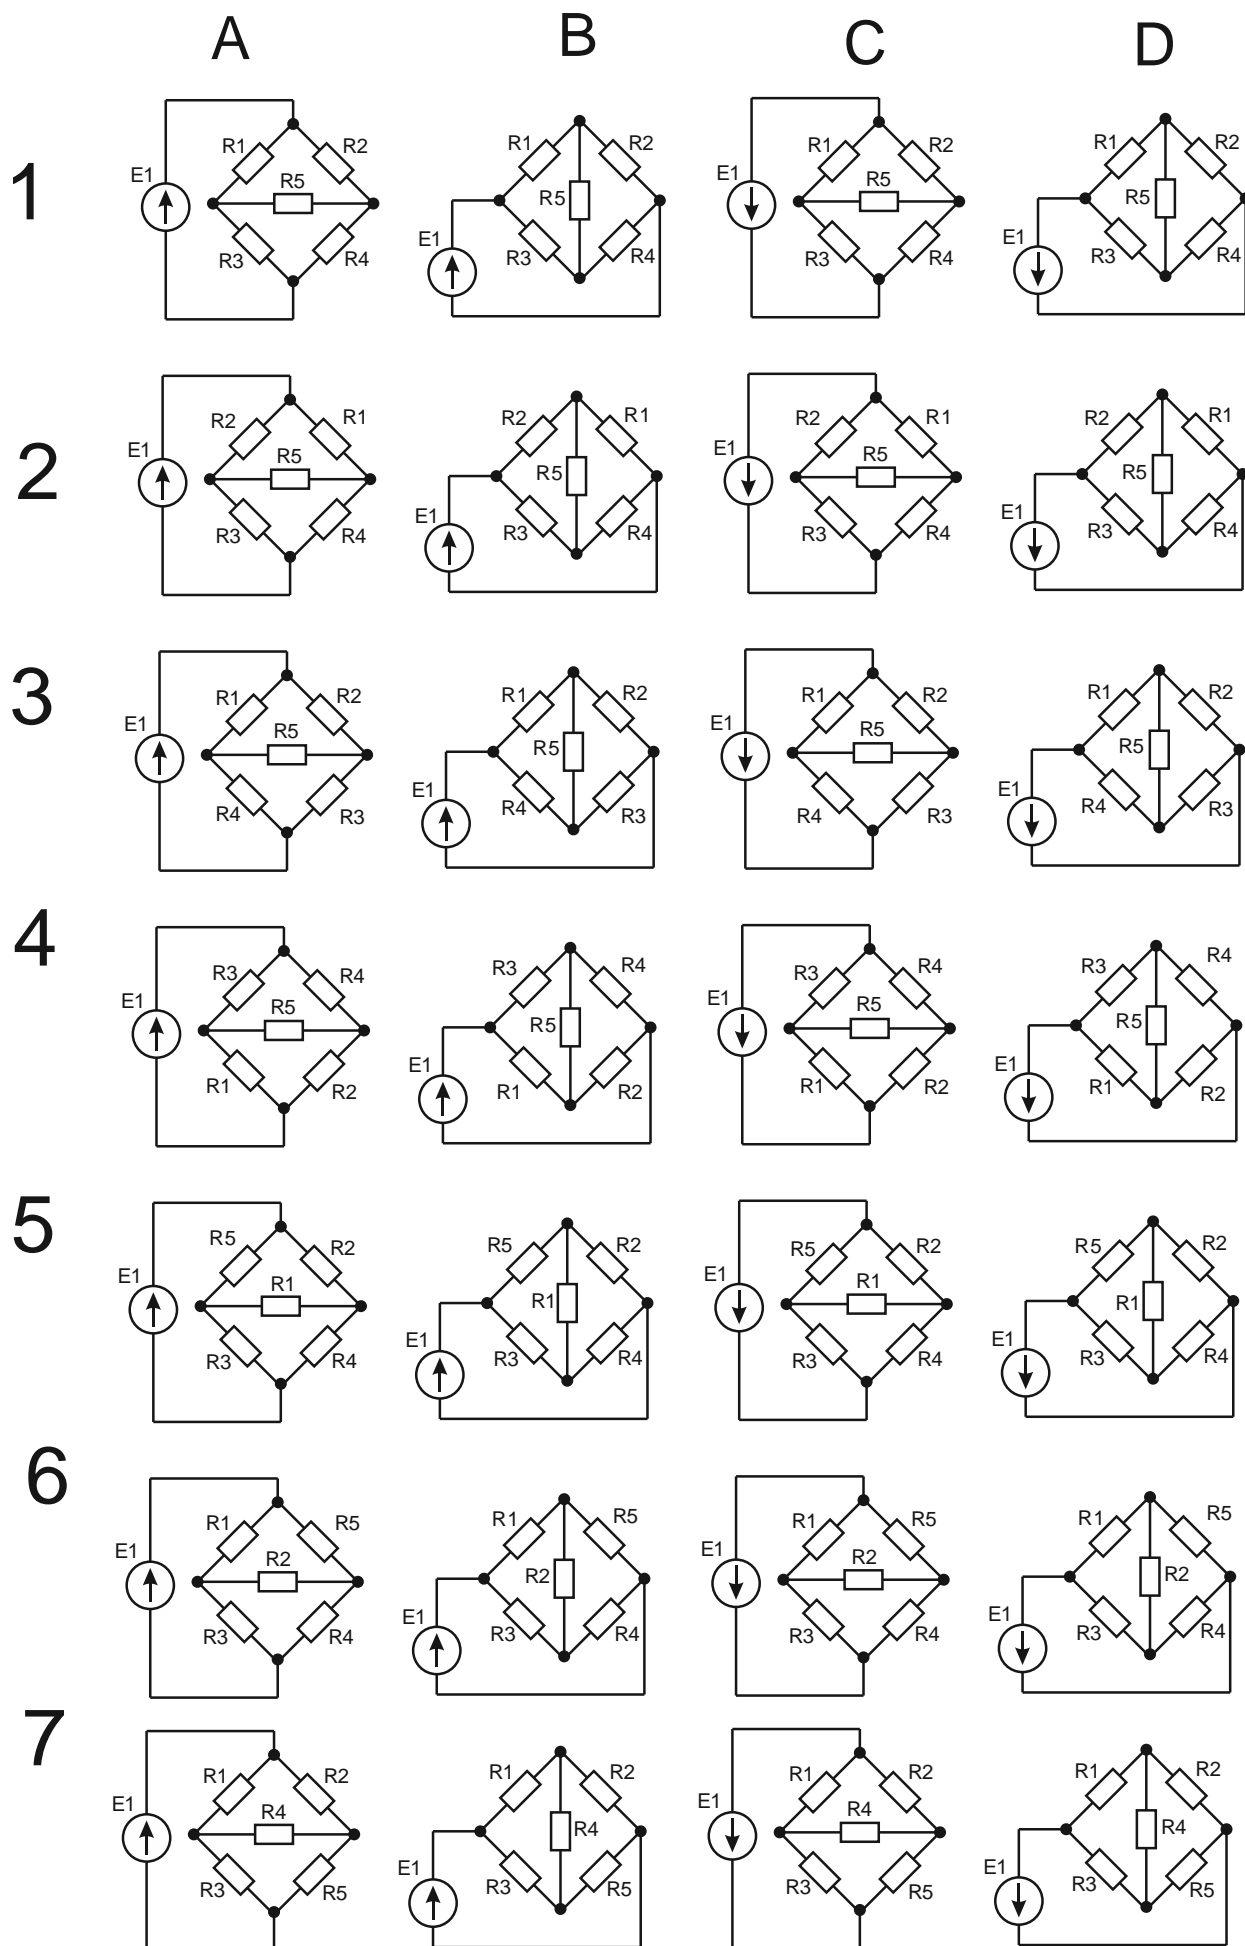 A B C D
1
R1 R2 R1 R2 R1 R2 R1 R2
E1 R5 R5 E1 R5 R5
R3 R4 E1 R3 R4 R3 R4 E1 R3 R4
2
R2 R1 R2 R1 R2 R1 R2 R1
E1 R5 R5 E1 R5 R5
R3 R4 E1 R3 R4 R3 R4 E1 R3 R4
3
R1 R2 R1 R2 R1 R2 R1 R2
E1 R5 R5 E1 R5 R5
R4 R3 E1 R4 R3 R4 R3 E1 R4 R3
4
R3 R4 R3 R4 R3 R4 R3 R4
E1 R5 R5 E1 R5 R5
R1 R2 E1 R1 R2 R1 R2 E1 R1 R2
5
R5 R2 R5 R2 R5 R2 R5 R2
E1 R1 R1 E1 R1 R1
R3 R4 E1 R3 R4 R3 R4 E1 R3 R4
6
R1 R5 R1 R5 R1 R5 R1 R5
E1 R2 R2 E1 R2 R2
R3 R4 E1 R3 R4 R3 R4 E1 R3 R4
7
R1 R2 R1 R2 R1 R2 R1 R2
E1 R4 R4 E1 R4 R4
R3 R5 E1 R3 R5 R3 R5 E1 R3 R5